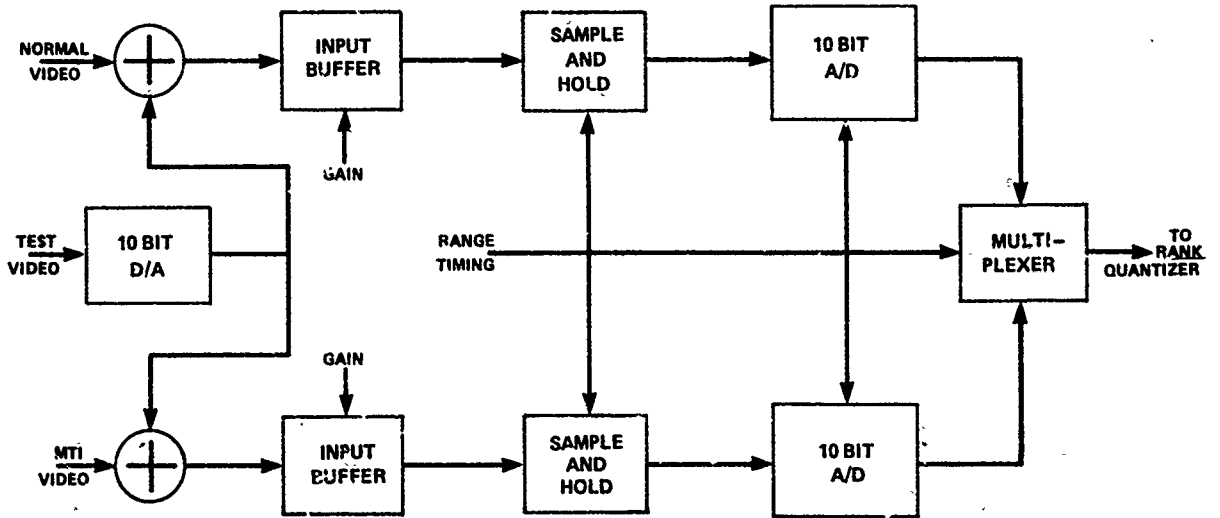 NORMAL
VIDEO
INPUT
BUFFER
GAIN
SAMPLE
AND
HOLD
10 BIT
A/D
TEST
VIDEO
10 BIT
D/A
RANGE
TIMING
MULTI-
PLEXER
TO
RANK
QUANTIZER
MTI
VIDEO
GAIN
INPUT
BUFFER
SAMPLE
AND
HOLD
10 BIT
A/D